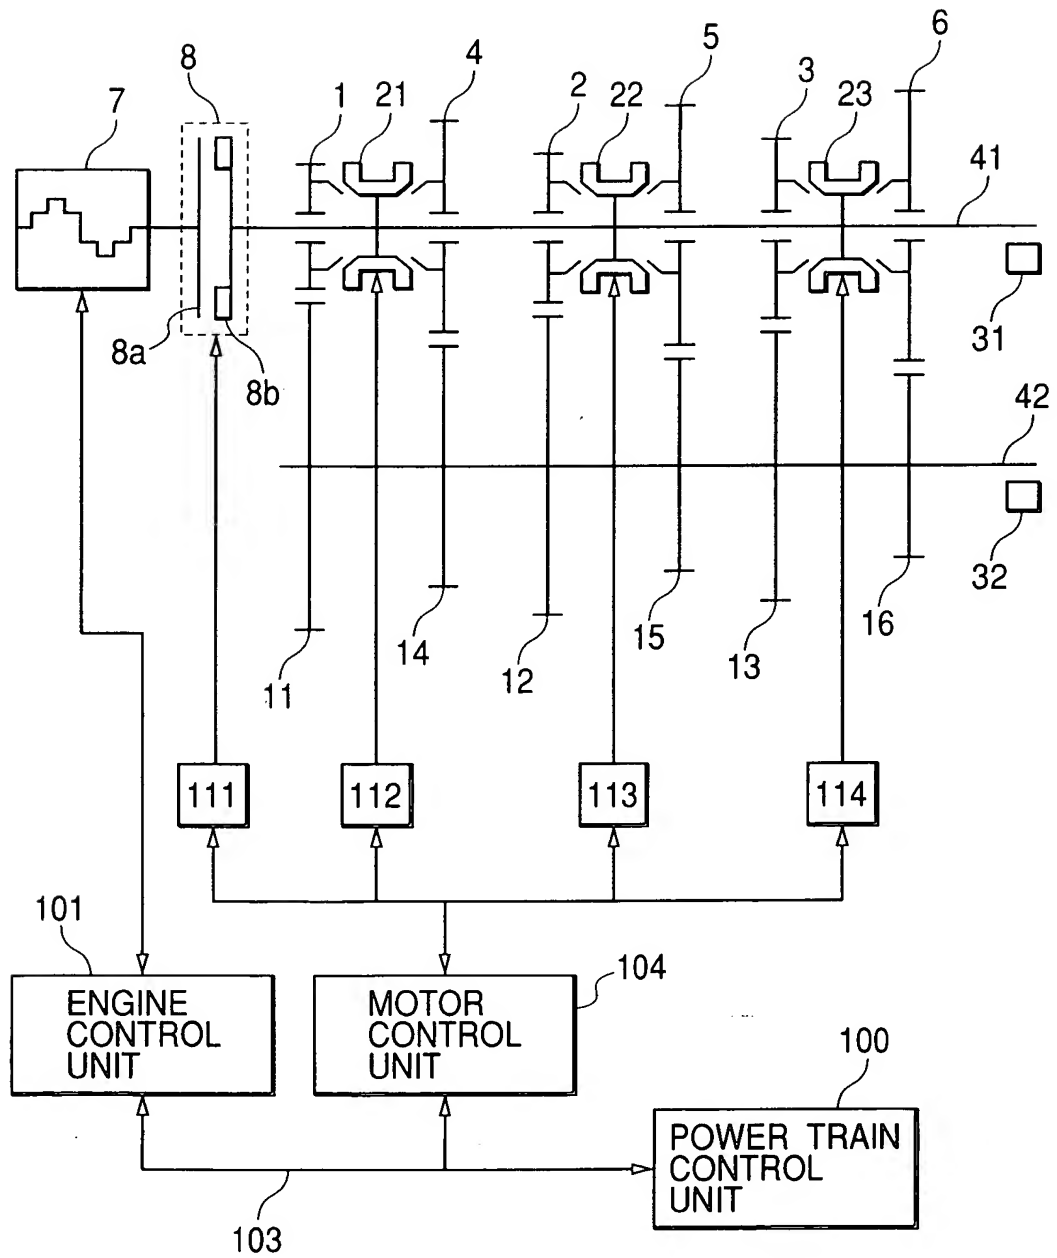 6
5
8
4
3
7
1
21
2
22
23
41
8a
8b
31
42
32
14
15
16
11
12
13
111
112
113
114
101
104
ENGINE
CONTROL
UNIT
MOTOR
CONTROL
UNIT
100
POWER TRAIN
CONTROL
UNIT
103